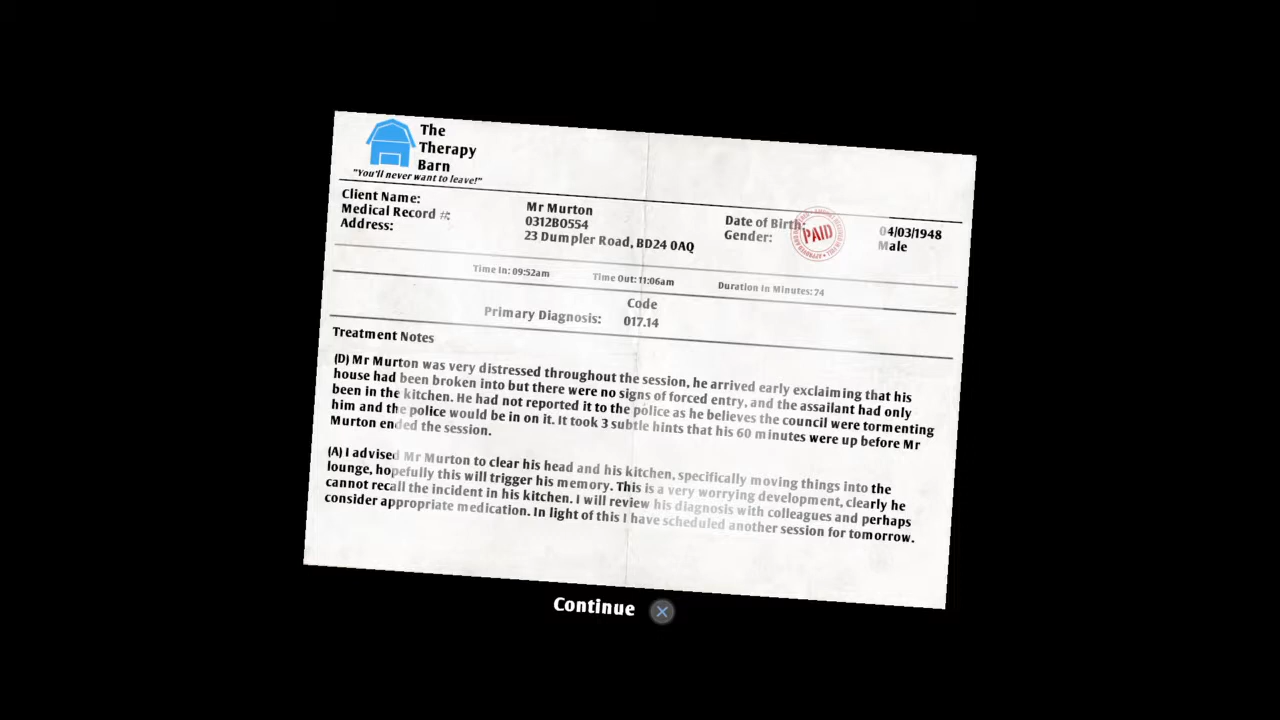 The
Therapy
Barn
"You'll never want to leave!"
Client Name: Mr Murton
Medical Record #: 0312B0554
Address: 23 Dumpler Road, BD24 0AQ
Date of Birth: 04/03/1948
Gender: Male
PAID
Time In: 09:52am Time Out: 11:06am Duration In Minutes: 74
Code
Primary Diagnosis: 017.14
Treatment Notes
(D) Mr Murton was very distressed throughout the session, he arrived early exclaiming that his
house had been broken into but there were no signs of forced entry, and the assailant had only
been in the kitchen. He had not reported it to the police as he believes the council were tormenting
him and the police would be in on it. It took 3 subtle hints that his 60 minutes were up before Mr
Murton ended the session.
(A) I advised Mr Murton to clear his head and his kitchen, specifically moving things into the
lounge, hopefully this will trigger his memory. This is a very worrying development, clearly he
cannot recall the incident in his kitchen. I will review his diagnosis with colleagues and perhaps
consider appropriate medication. In light of this I have scheduled another session for tomorrow.
Continue